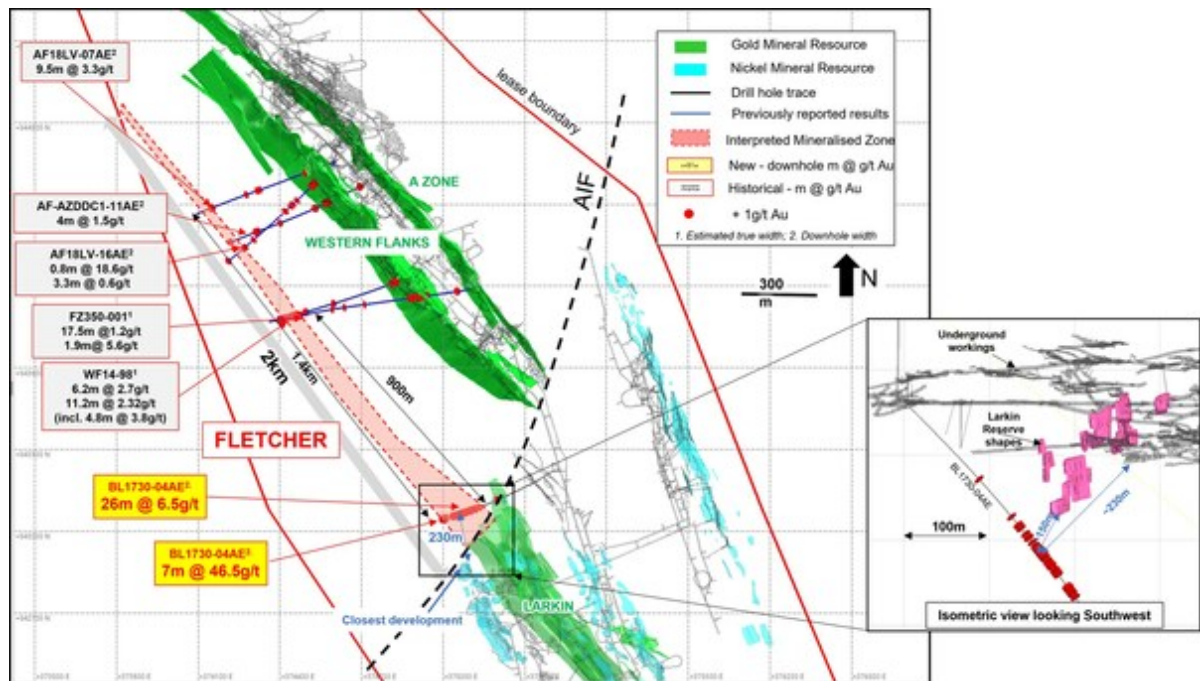 AF18LV-07AE²
9.5m @ 3.3g/t
AF-AZDDC1-11AE²
4m @ 1.5g/t
AF18LV-16AE²
0.8m @ 18.6g/t
3.3m @ 0.6g/t
FZ350-001¹
17.5m @1.2g/t
1.9m@ 5.6g/t
WF14-98¹
6.2m @ 2.7g/t
11.2m @ 2.32g/t
(incl. 4.8m @ 3.8g/t)
FLETCHER
BL1730-04AE²
26m @ 6.5g/t
BL1730-04AE²
7m @ 46.5g/t
A ZONE
WESTERN FLANKS
2km
1.4km
900m
230m
Closest development
LARKIN
AIF
lease boundary
Gold Mineral Resource
Nickel Mineral Resource
Drill hole trace
Previously reported results
Interpreted Mineralised Zone
New - downhole m @ g/t Au
Historical - m @ g/t Au
+ 1g/t Au
1. Estimated true width; 2. Downhole width
300
m
N
Underground
workings
Larkin
Reserve
shapes
BL1730-04AE
~150m
~230m
100m
Isometric view looking Southwest